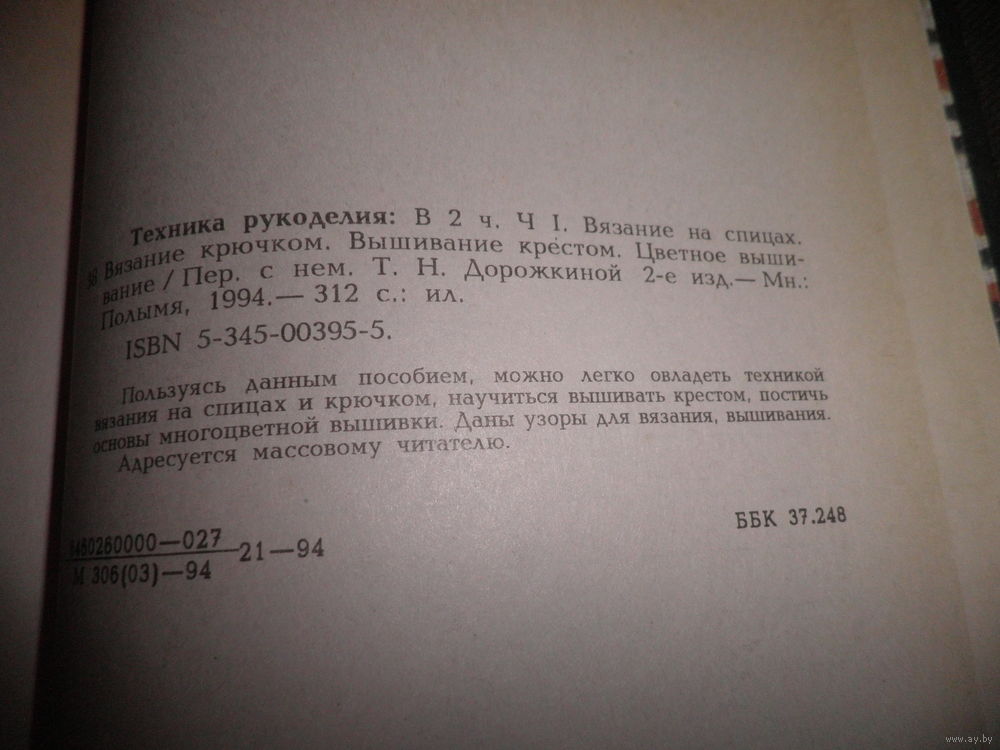 Техника рукоделия: В 2 ч. Ч I. Вязание на спицах.
38 Вязание крючком. Вышивание крестом. Цветное выши-
вание / Пер. с нем. Т. Н. Дорожкиной 2-е изд.— Мн.:
Полымя, 1994.— 312 с.: ил.
ISBN 5-345-00395-5.
Пользуясь данным пособием, можно легко овладеть техникой
вязания на спицах и крючком, научиться вышивать крестом, постичь
основы многоцветной вышивки. Даны узоры для вязания, вышивания.
Адресуется массовому читателю.
—027
М 306(03)—94
21—94
ББК 37.248
www.ay.by